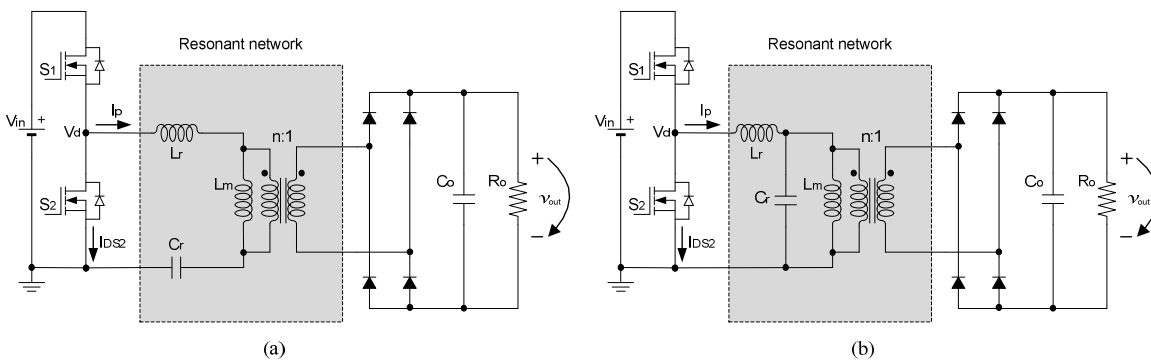 Resonant network
S1
Vin
+
Vd
Ip
Lr
n:1
Lm
Co
Ro
+
Vout
−
S2
IDS2
Cr
(a)
Resonant network
S1
Vin
+
Vd
Ip
Lr
n:1
Lm
Cr
Co
Ro
+
Vout
−
S2
IDS2
(b)